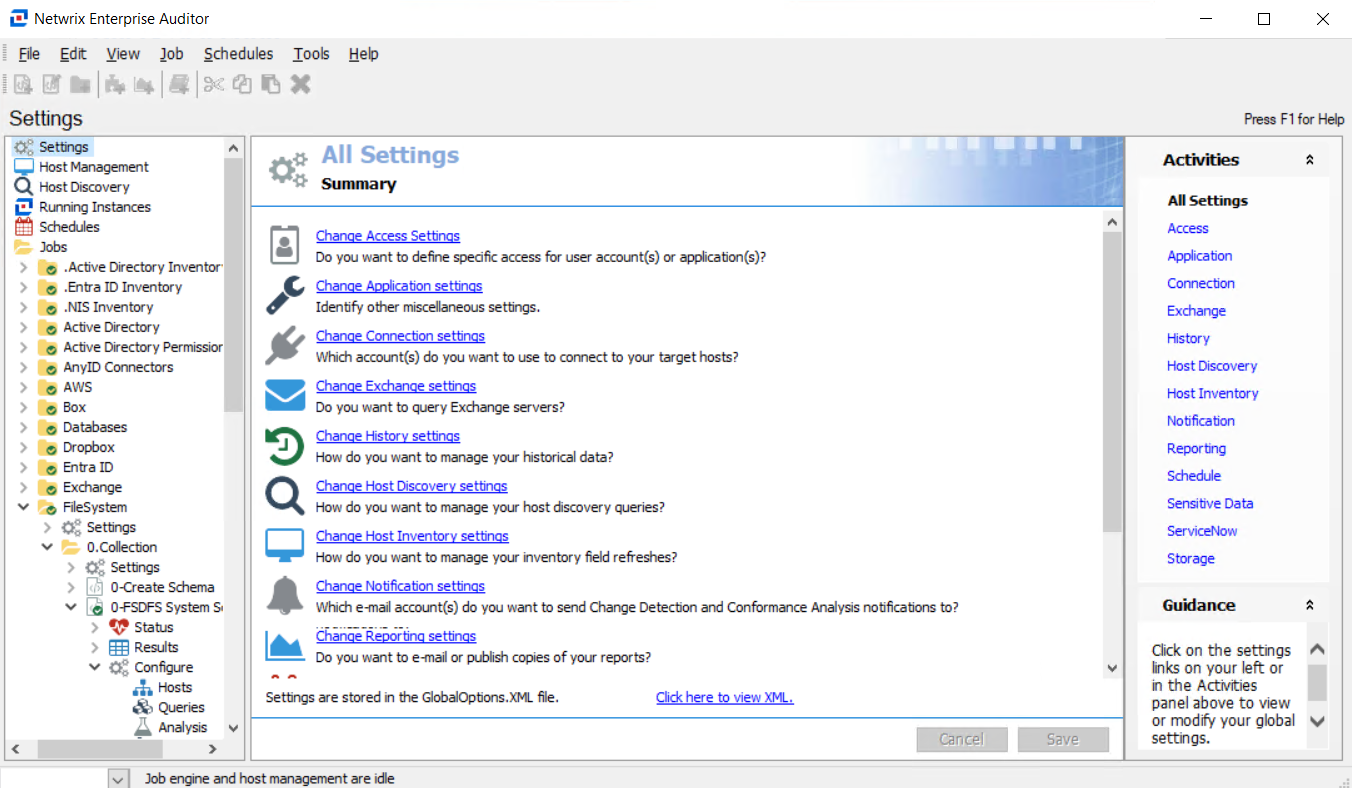 Netwrix Enterprise Auditor
File Edit View Job Schedules Tools Help
Settings
Press F1 for Help
Settings
Host Management
Host Discovery
Running Instances
Schedules
Jobs
.Active Directory Inventor
.Entra ID Inventory
.NIS Inventory
Active Directory
Active Directory Permission
AnyID Connectors
AWS
Box
Databases
Dropbox
Entra ID
Exchange
FileSystem
Settings
0.Collection
Settings
0-Create Schema
0-FSDFS System S
Status
Results
Configure
Hosts
Queries
Analysis
All Settings
Summary
Change Access Settings
Do you want to define specific access for user account(s) or application(s)?
Change Application settings
Identify other miscellaneous settings.
Change Connection settings
Which account(s) do you want to use to connect to your target hosts?
Change Exchange settings
Do you want to query Exchange servers?
Change History settings
How do you want to manage your historical data?
Change Host Discovery settings
How do you want to manage your host discovery queries?
Change Host Inventory settings
How do you want to manage your inventory field refreshes?
Change Notification settings
Which e-mail account(s) do you want to send Change Detection and Conformance Analysis notifications to?
Change Reporting settings
Do you want to e-mail or publish copies of your reports?
Settings are stored in the GlobalOptions.XML file.
Click here to view XML.
Cancel
Save
Activities
All Settings
Access
Application
Connection
Exchange
History
Host Discovery
Host Inventory
Notification
Reporting
Schedule
Sensitive Data
ServiceNow
Storage
Guidance
Click on the settings
links on your left or
in the Activities
panel above to view
or modify your global
settings.
Job engine and host management are idle